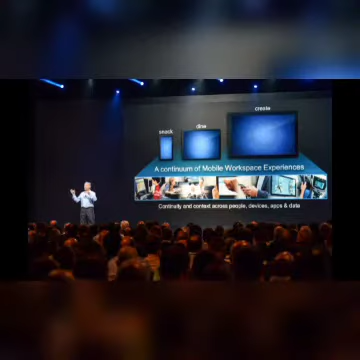 create
dine
snack
A continuum of Mobile Workspace Experiences
Continuity and context across people, devices, apps & data